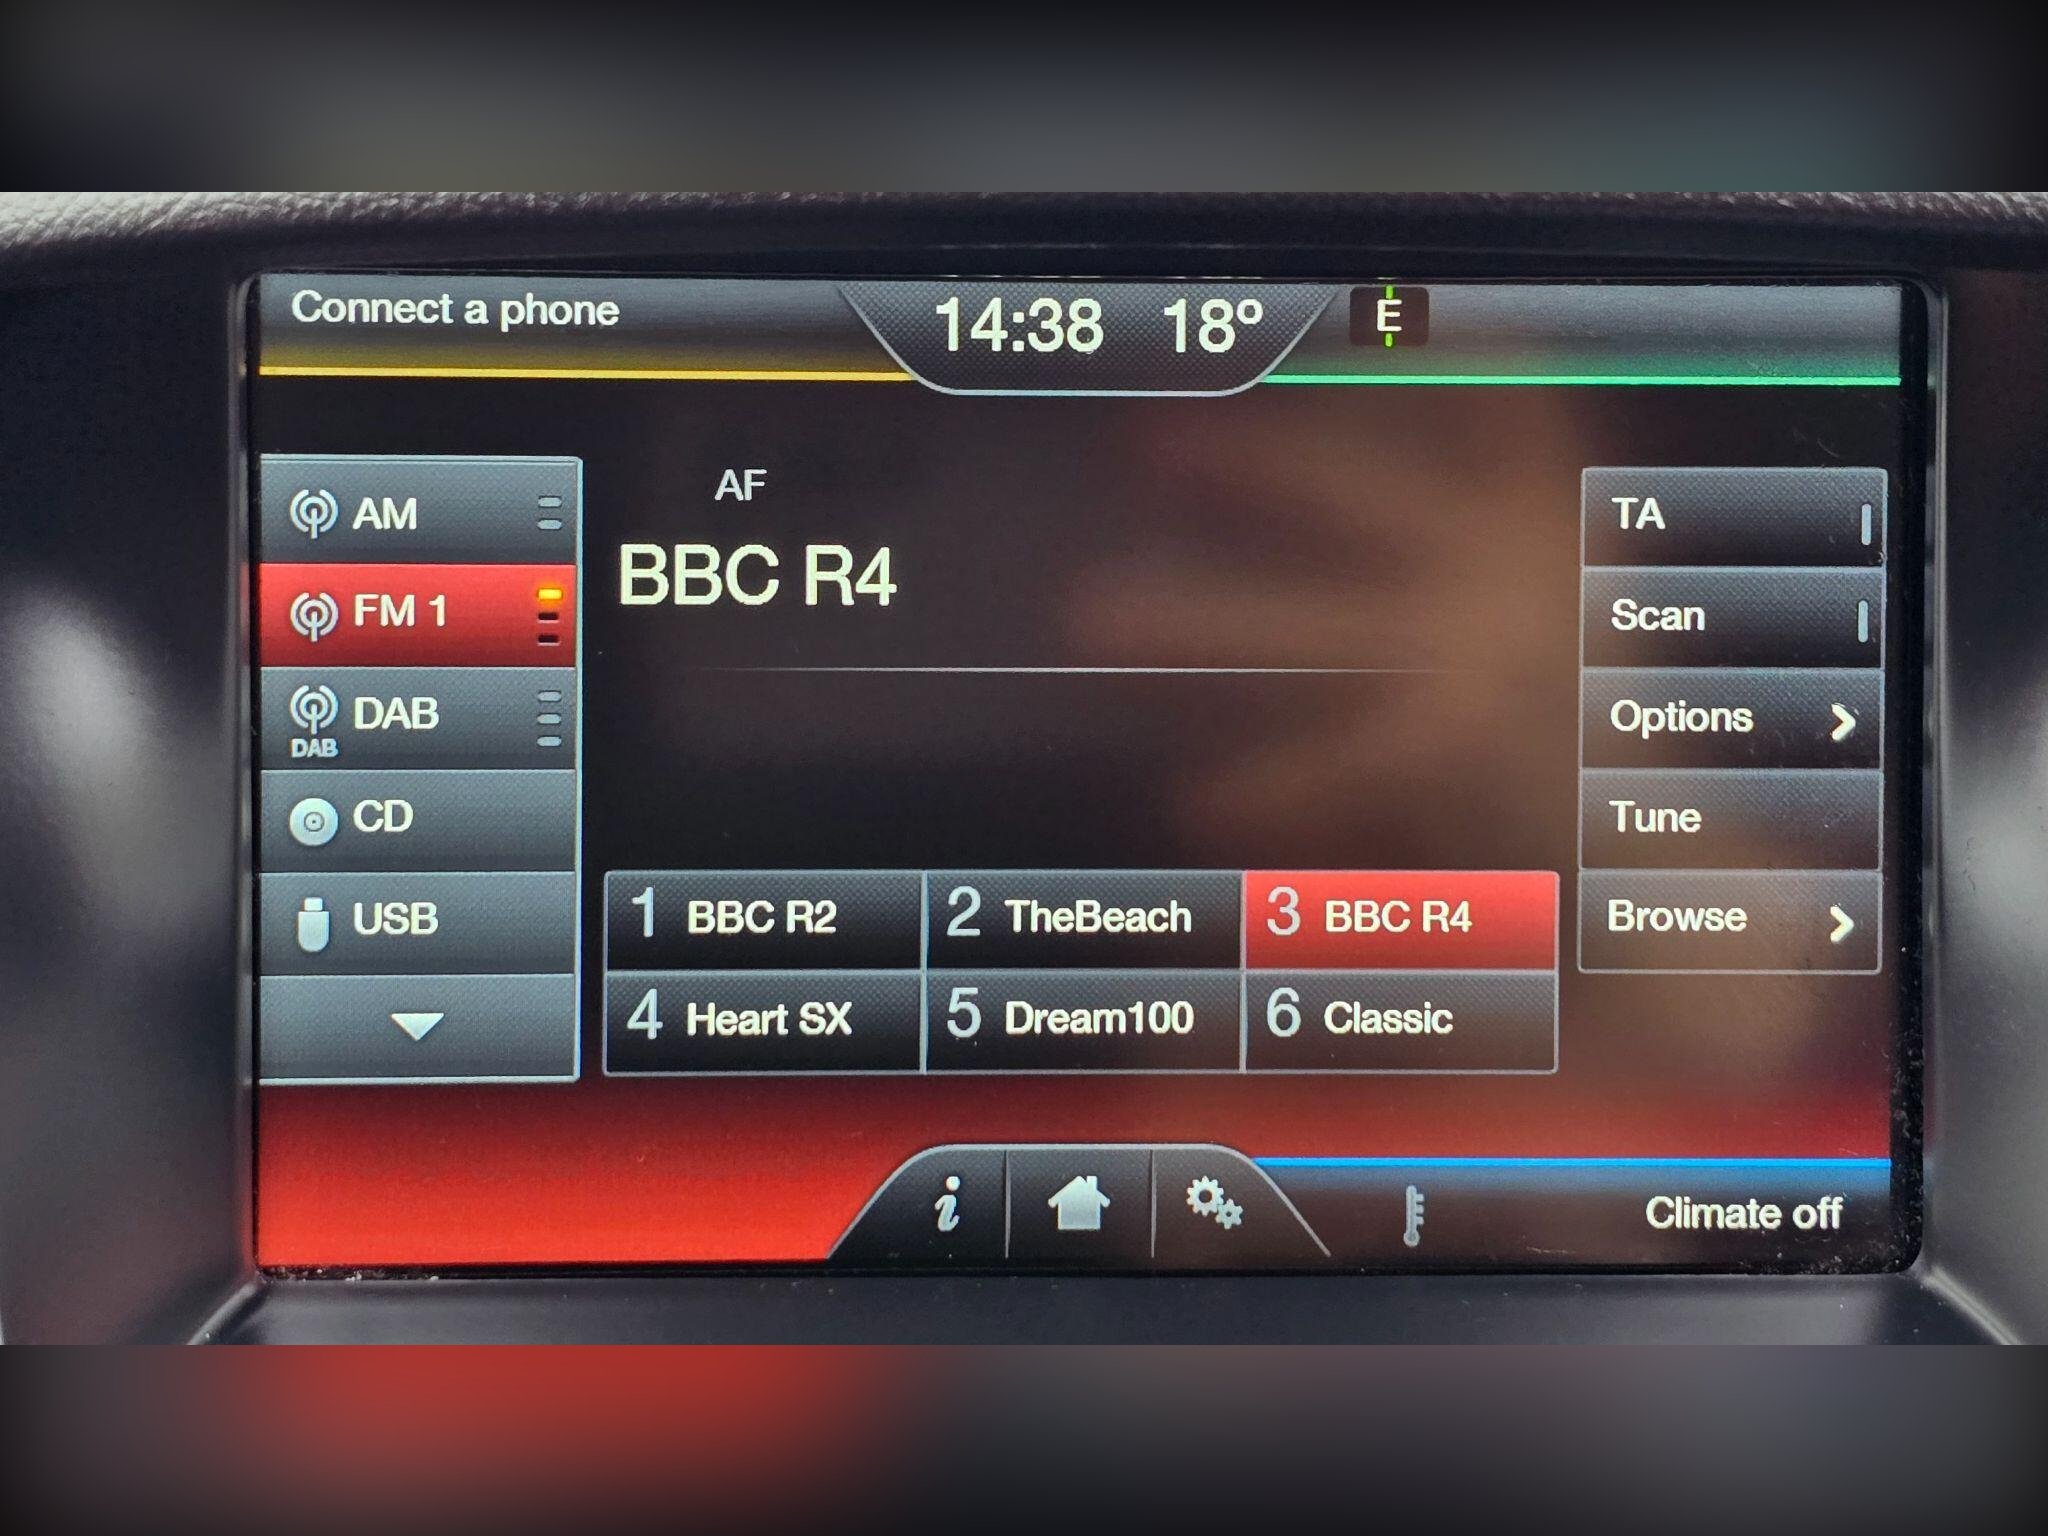 Connect a phone
14:38 18º
E
AM
FM 1
DAB
DAB
CD
USB
AF
BBC R4
1 BBC R2
2 TheBeach
3 BBC R4
4 Heart SX
5 Dream100
6 Classic
TA
Scan
Options
Tune
Browse
i
Climate off